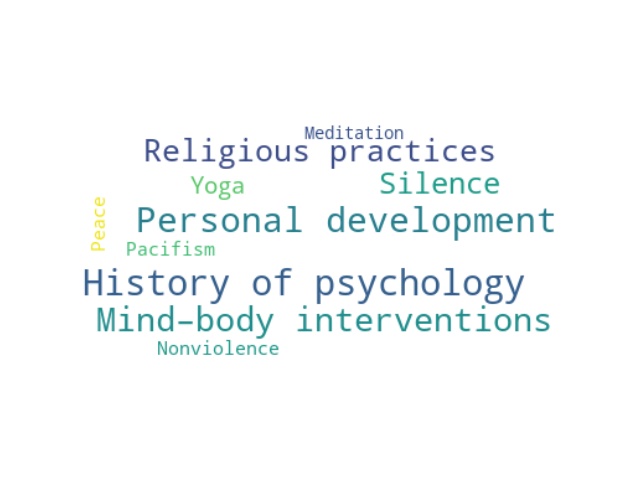 Meditation
Religious practices
Yoga
Silence
Peace
Personal development
Pacifism
History of psychology
Mind–body interventions
Nonviolence